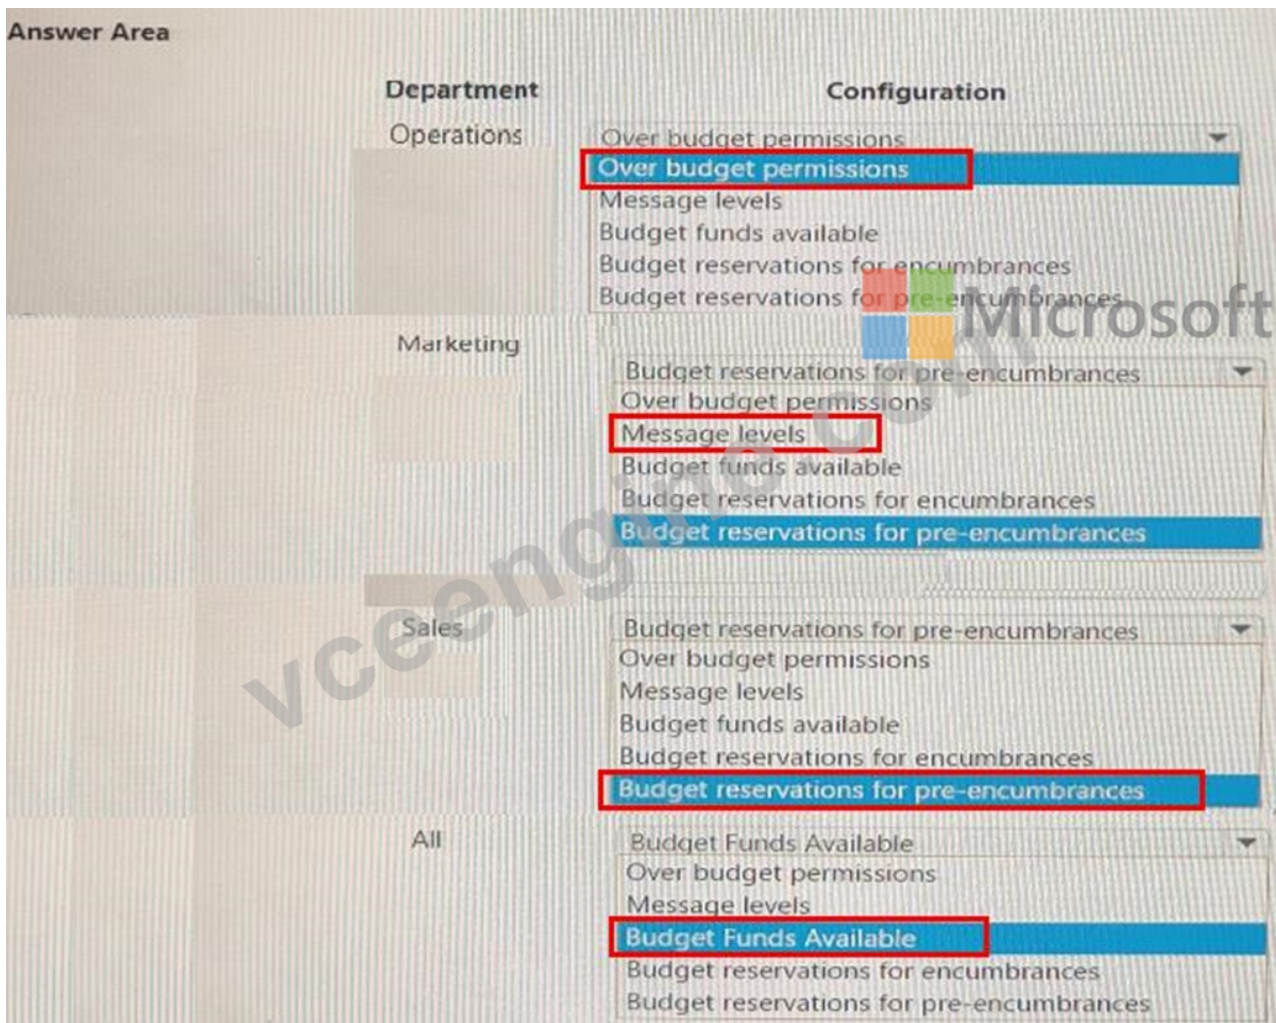 Answer Area
Department Configuration
Operations Over budget permissions
Over budget permissions
Message levels
Budget funds available
Budget reservations for encumbrances
Budget reservations for pre-encumbrances
Microsoft
Marketing
Budget reservations for pre-encumbrances
Over budget permissions
Message levels
Budget funds available
Budget reservations for encumbrances
Budget reservations for pre-encumbrances
vceengine.com
Sales Budget reservations for pre-encumbrances
Over budget permissions
Message levels
Budget funds available
Budget reservations for encumbrances
Budget reservations for pre-encumbrances
All Budget Funds Available
Over budget permissions
Message levels
Budget Funds Available
Budget reservations for encumbrances
Budget reservations for pre-encumbrances